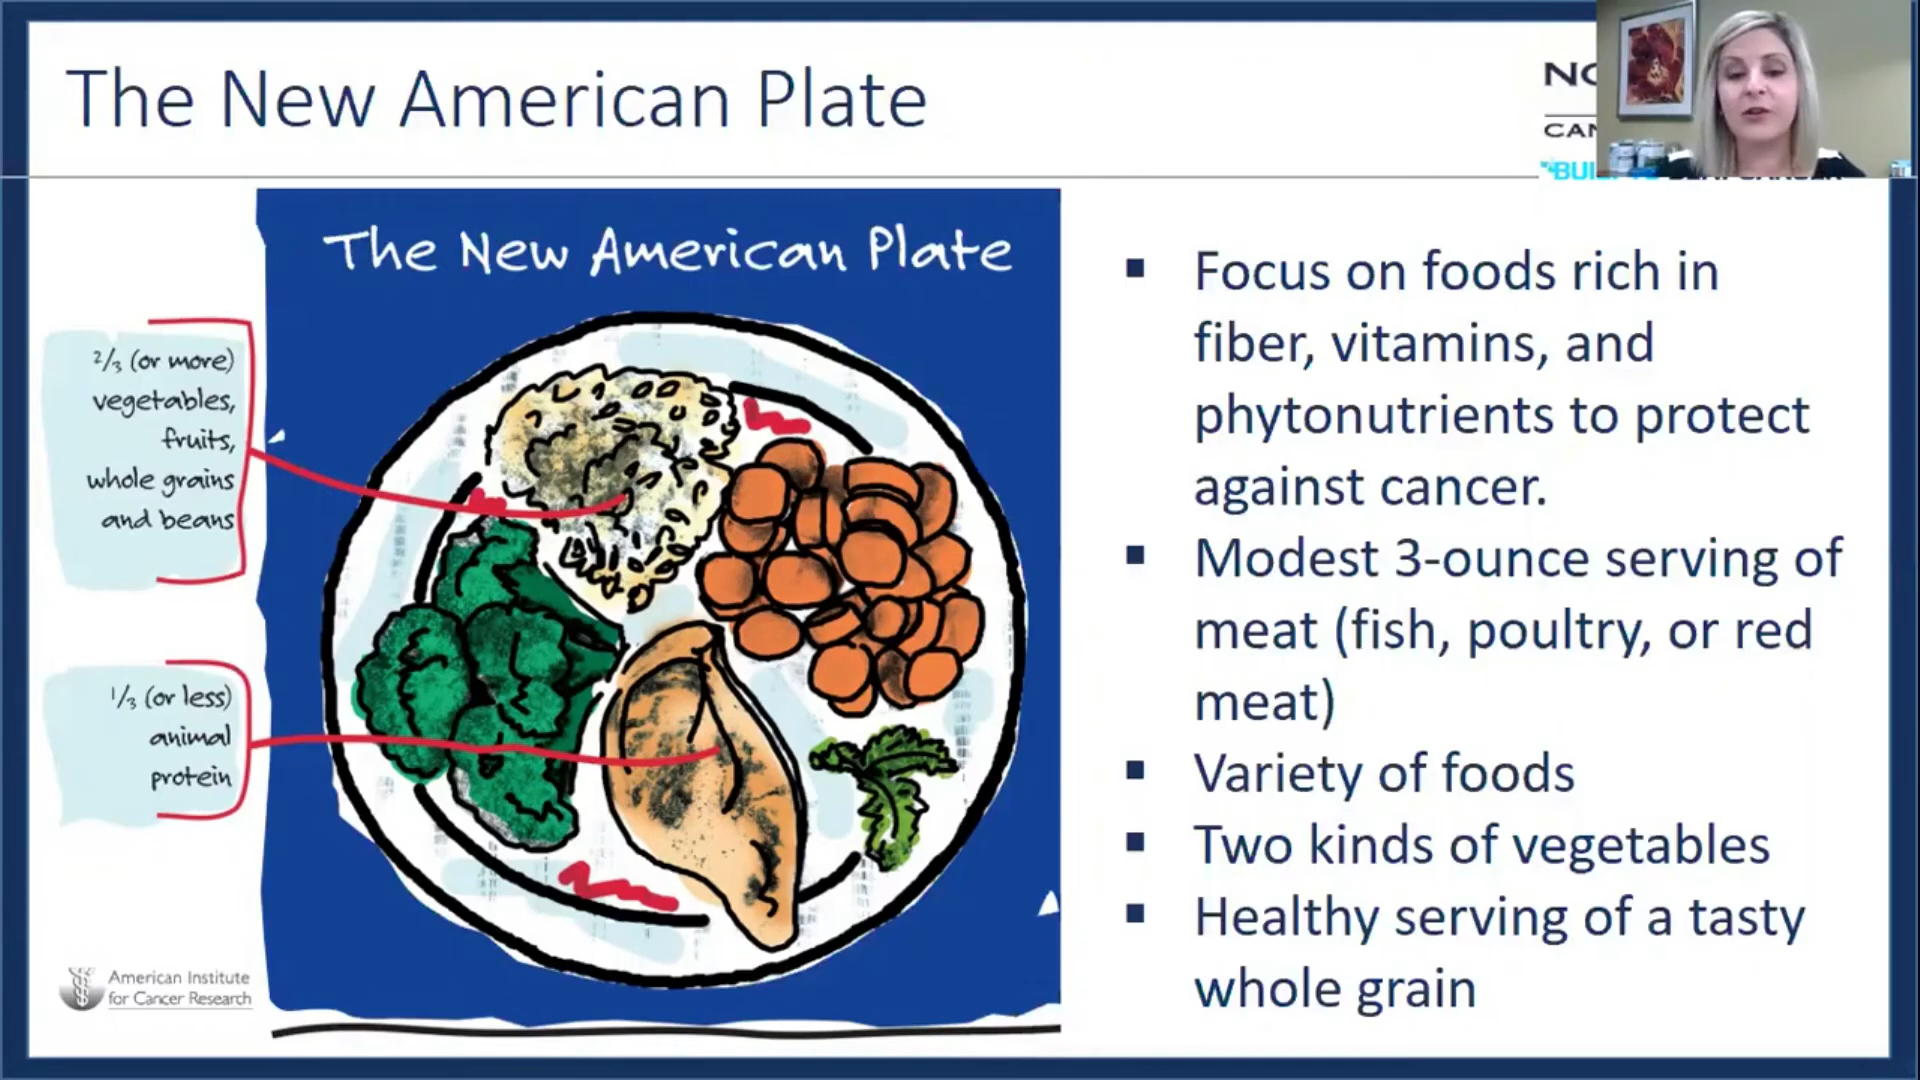 The New American Plate
NO
CAN
BUIL
The New American Plate
2/3 (or more)
vegetables,
fruits,
whole grains
and beans
1/3 (or less)
animal
protein
American Institute
for Cancer Research
▪ Focus on foods rich in
fiber, vitamins, and
phytonutrients to protect
against cancer.
▪ Modest 3-ounce serving of
meat (fish, poultry, or red
meat)
▪ Variety of foods
▪ Two kinds of vegetables
▪ Healthy serving of a tasty
whole grain